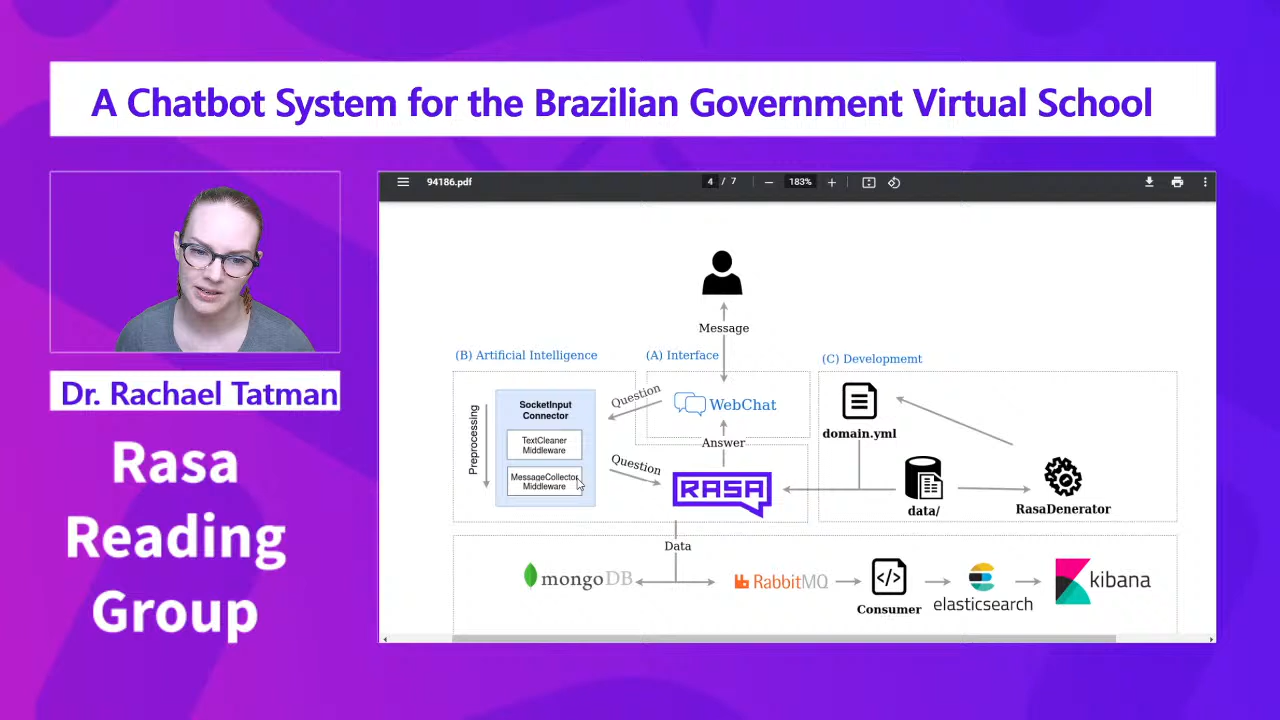 A Chatbot System for the Brazilian Government Virtual School
94186.pdf
4 / 7
183%
Message
(B) Artificial Intelligence
(A) Interface
(C) Developmemt
SocketInput
Connector
TextCleaner
Middleware
MessageCollector
Middleware
Preprocessing
Question
WebChat
Answer
Question
RASA
domain.yml
data/
RasaDenerator
Data
mongoDB
RabbitMQ
Consumer
elasticsearch
kibana
Dr. Rachael Tatman
Rasa
Reading
Group